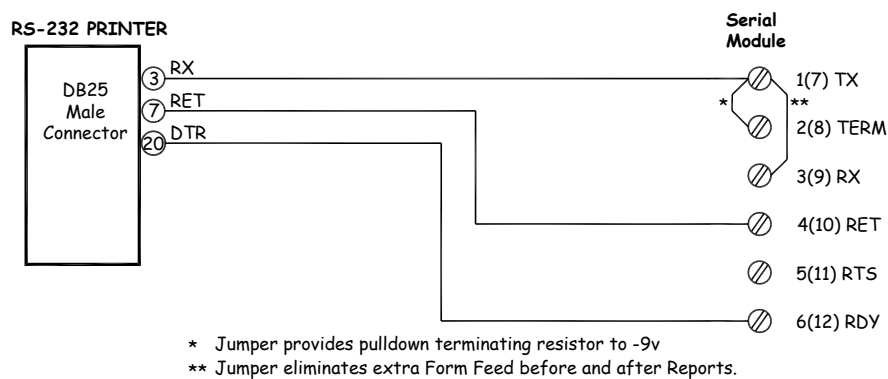 RS-232 PRINTER
DB25
Male
Connector
3 RX
7 RET
20 DTR
Serial
Module
1(7) TX
* **
2(8) TERM
3(9) RX
4(10) RET
5(11) RTS
6(12) RDY
* Jumper provides pulldown terminating resistor to -9v
** Jumper eliminates extra Form Feed before and after Reports.